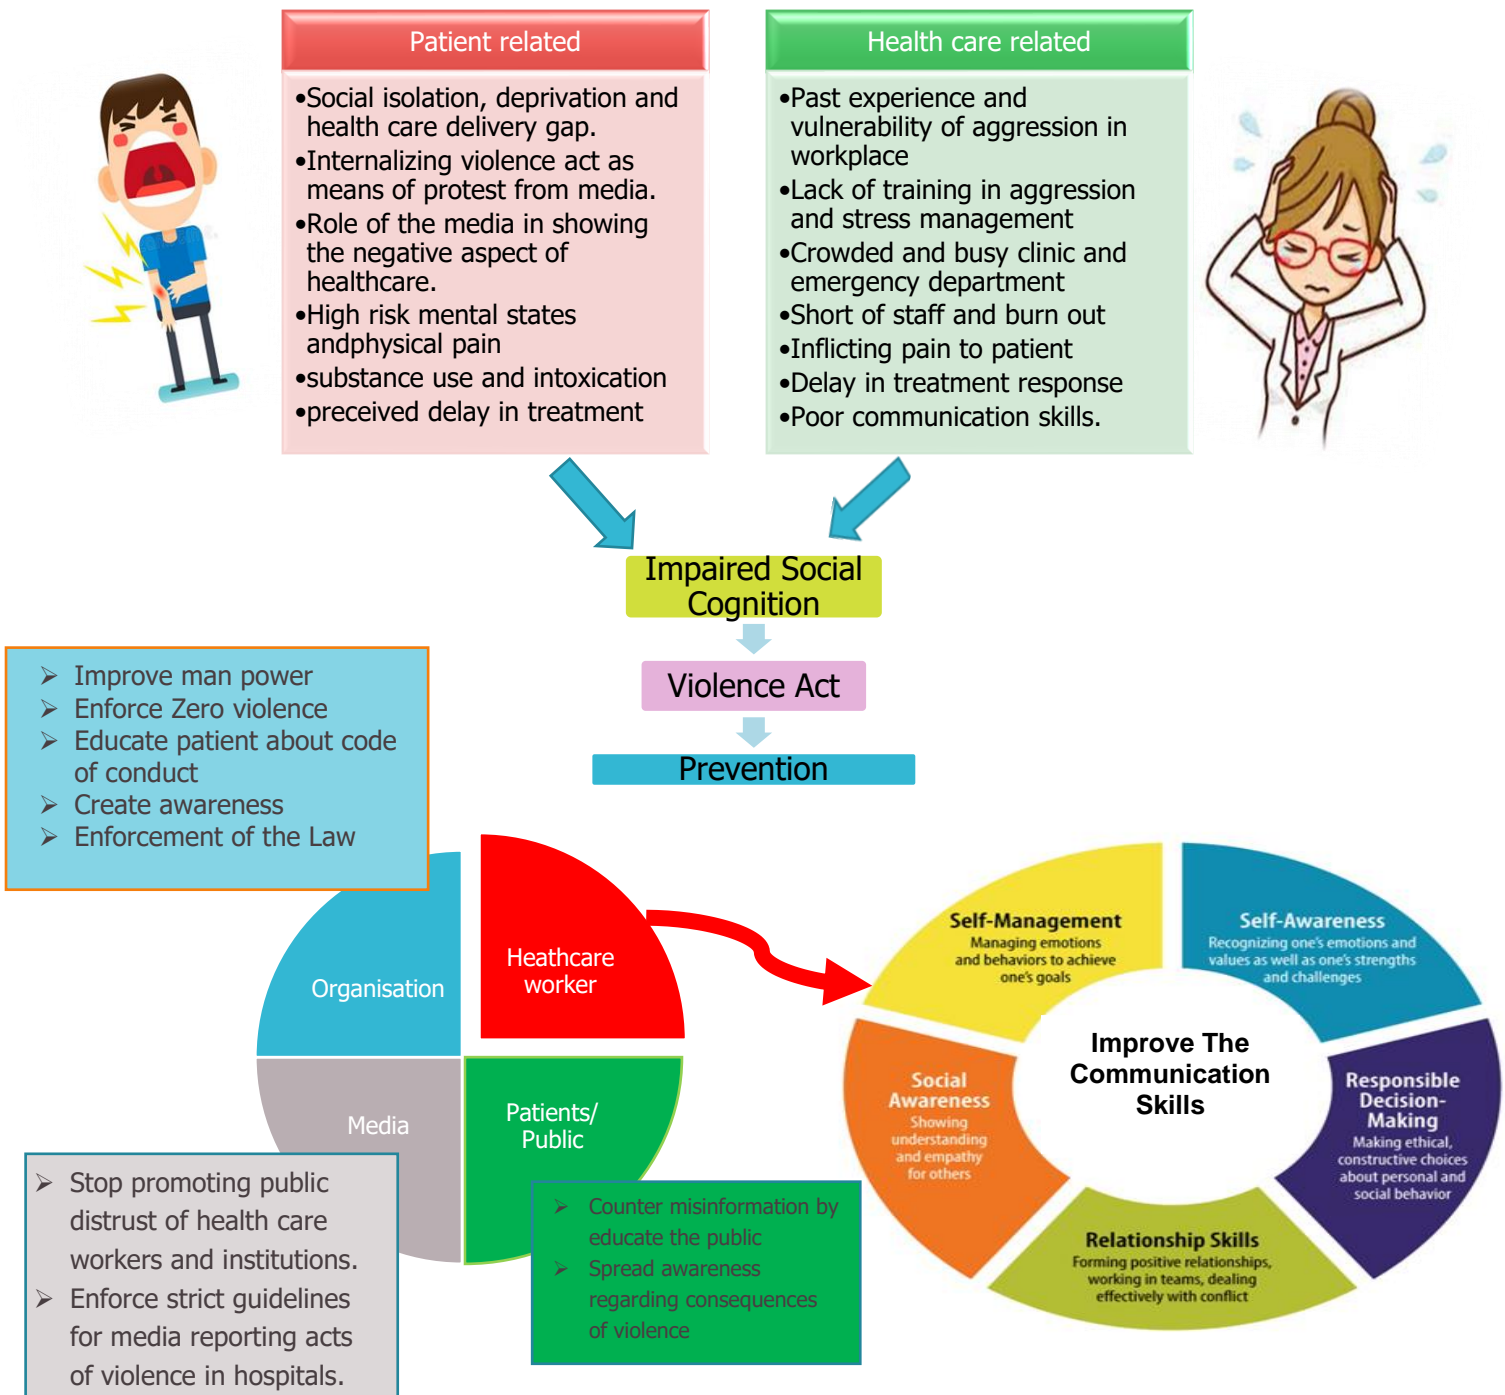 Patient related
•Social isolation, deprivation and
health care delivery gap.
•Internalizing violence act as
means of protest from media.
•Role of the media in showing
the negative aspect of
healthcare.
•High risk mental states
andphysical pain
•substance use and intoxication
•preceived delay in treatment
Health care related
•Past experience and
vulnerability of aggression in
workplace
•Lack of training in aggression
and stress management
•Crowded and busy clinic and
emergency department
•Short of staff and burn out
•Inflicting pain to patient
•Delay in treatment response
•Poor communication skills.
Impaired Social
Cognition
Violence Act
Prevention
➢ Improve man power
➢ Enforce Zero violence
➢ Educate patient about code
of conduct
➢ Create awareness
➢ Enforcement of the Law
Organisation
Heathcare
worker
Media
Patients/
Public
➢ Stop promoting public
distrust of health care
workers and institutions.
➢ Enforce strict guidelines
for media reporting acts
of violence in hospitals.
➢ Counter misinformation by
educate the public
➢ Spread awareness
regarding consequences
of violence
Self-Management
Managing emotions
and behaviors to achieve
one's goals
Self-Awareness
Recognizing one's emotions and
values as well as one's strengths
and challenges
Improve The
Communication
Skills
Social
Awareness
Showing
understanding
and empathy
for others
Responsible
Decision-
Making
Making ethical,
constructive choices
about personal and
social behavior
Relationship Skills
Forming positive relationships,
working in teams, dealing
effectively with conflict